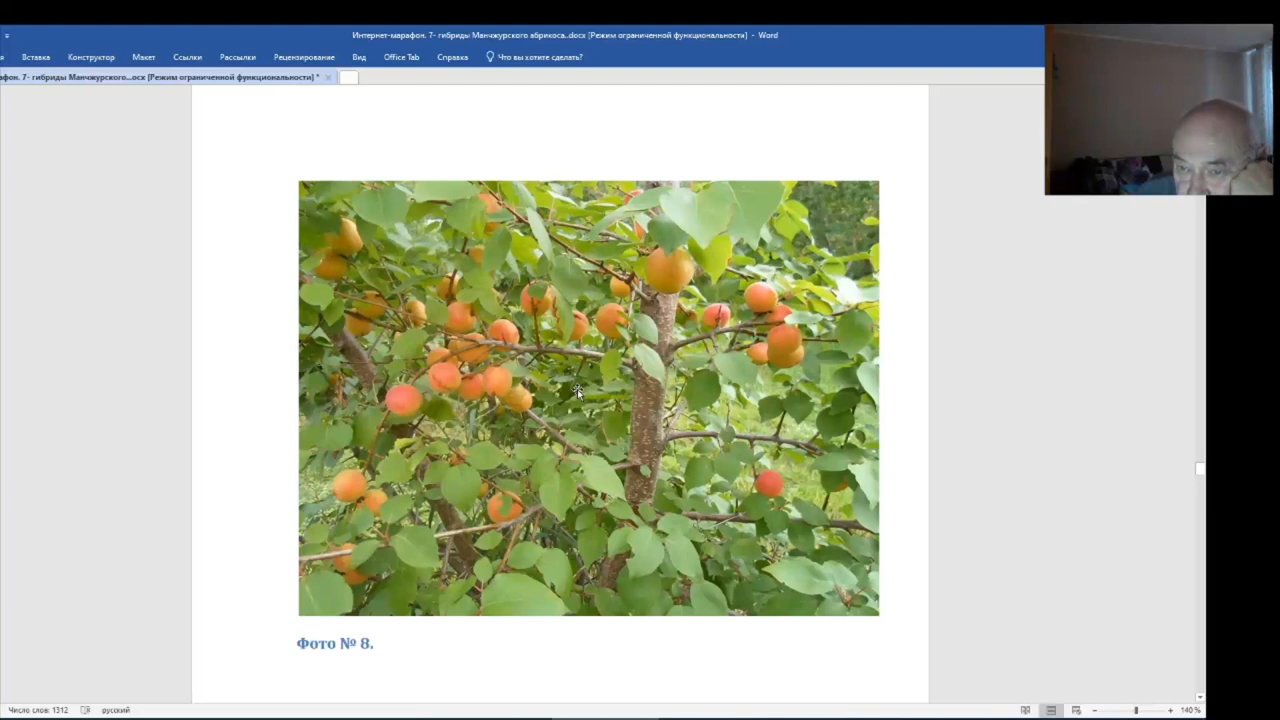 Интернет-марафон. 7- гибриды Манчжурского абрикоса..docx [Режим ограниченной функциональности] - Word
Вставка Конструктор Макет Ссылки Рассылки Рецензирование Вид Office Tab Справка Что вы хотите сделать?
афон. 7- гибриды Манчжурского...ocx [Режим ограниченной функциональности] *
Фото № 8.
Число слов: 1312 русский 140 %